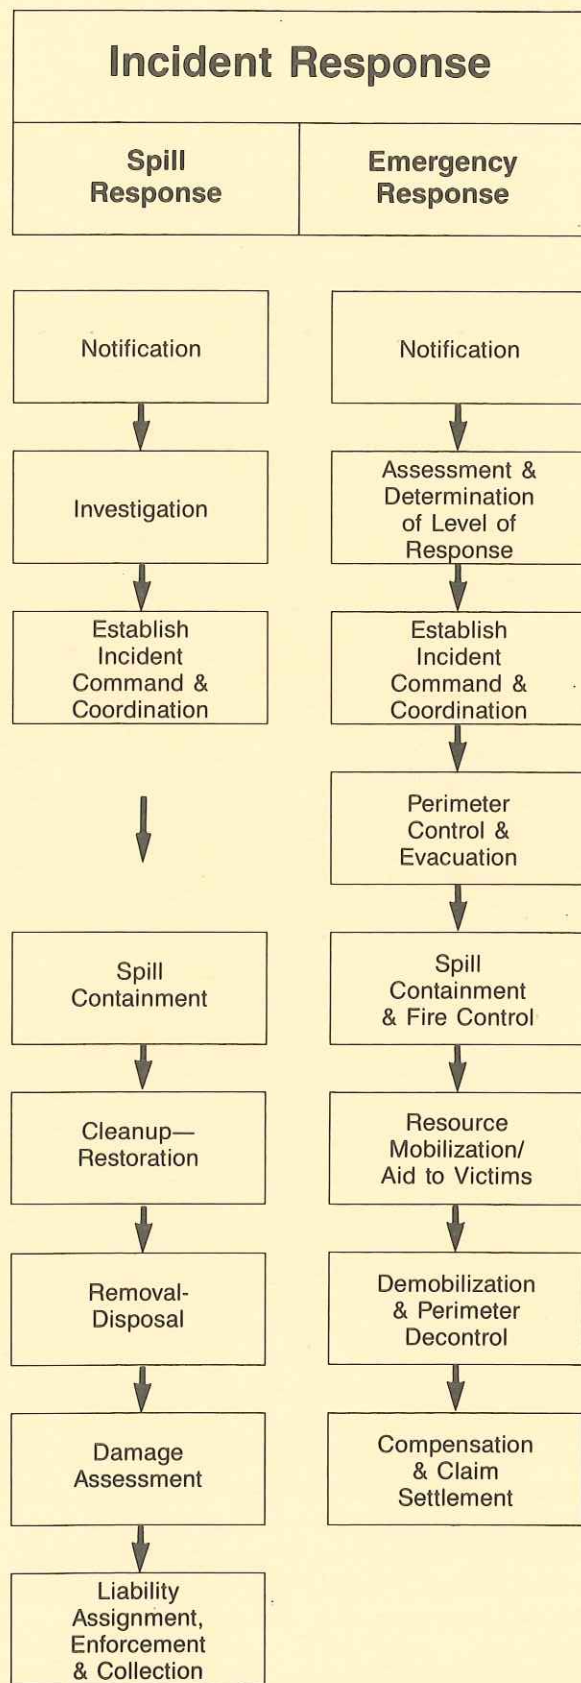 Incident Response
Spill
Response
Emergency
Response
Notification
Investigation
Establish
Incident
Command &
Coordination
Spill
Containment
Cleanup—
Restoration
Removal-
Disposal
Damage
Assessment
Liability
Assignment,
Enforcement
& Collection
Notification
Assessment &
Determination
of Level of
Response
Establish
Incident
Command &
Coordination
Perimeter
Control &
Evacuation
Spill
Containment
& Fire Control
Resource
Mobilization/
Aid to Victims
Demobilization
& Perimeter
Decontrol
Compensation
& Claim
Settlement